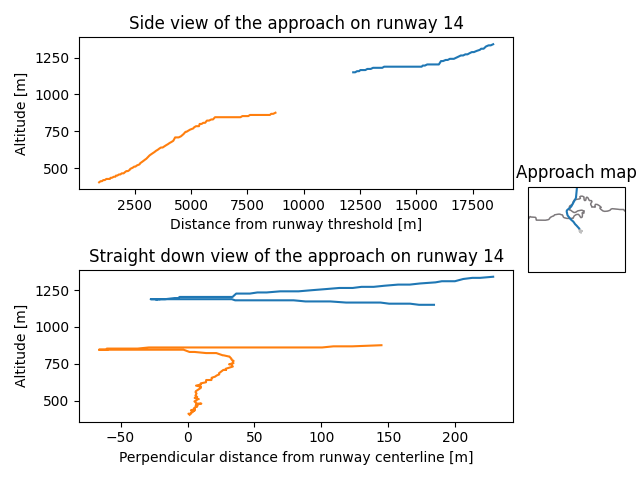 Side view of the approach on runway 14
1250
1000
750
500
Altitude [m]
2500 5000 7500 10000 12500 15000 17500
Distance from runway threshold [m]
Approach map
Straight down view of the approach on runway 14
1250
1000
750
500
Altitude [m]
−50 0 50 100 150 200
Perpendicular distance from runway centerline [m]